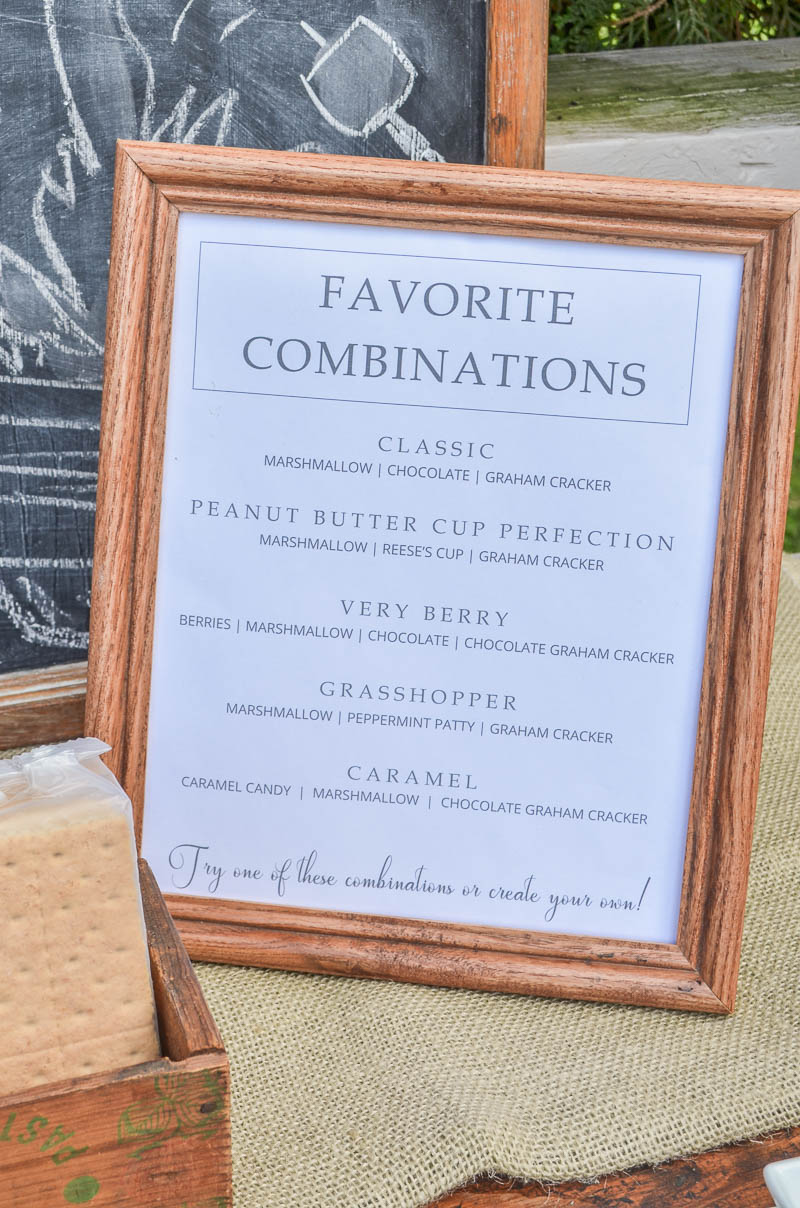 FAVORITE
COMBINATIONS
CLASSIC
MARSHMALLOW | CHOCOLATE | GRAHAM CRACKER
PEANUT BUTTER CUP PERFECTION
MARSHMALLOW | REESE'S CUP | GRAHAM CRACKER
VERY BERRY
BERRIES | MARSHMALLOW | CHOCOLATE | CHOCOLATE GRAHAM CRACKER
GRASSHOPPER
MARSHMALLOW | PEPPERMINT PATTY | GRAHAM CRACKER
CARAMEL
CARAMEL CANDY | MARSHMALLOW | CHOCOLATE GRAHAM CRACKER
Try one of these combinations or create your own!